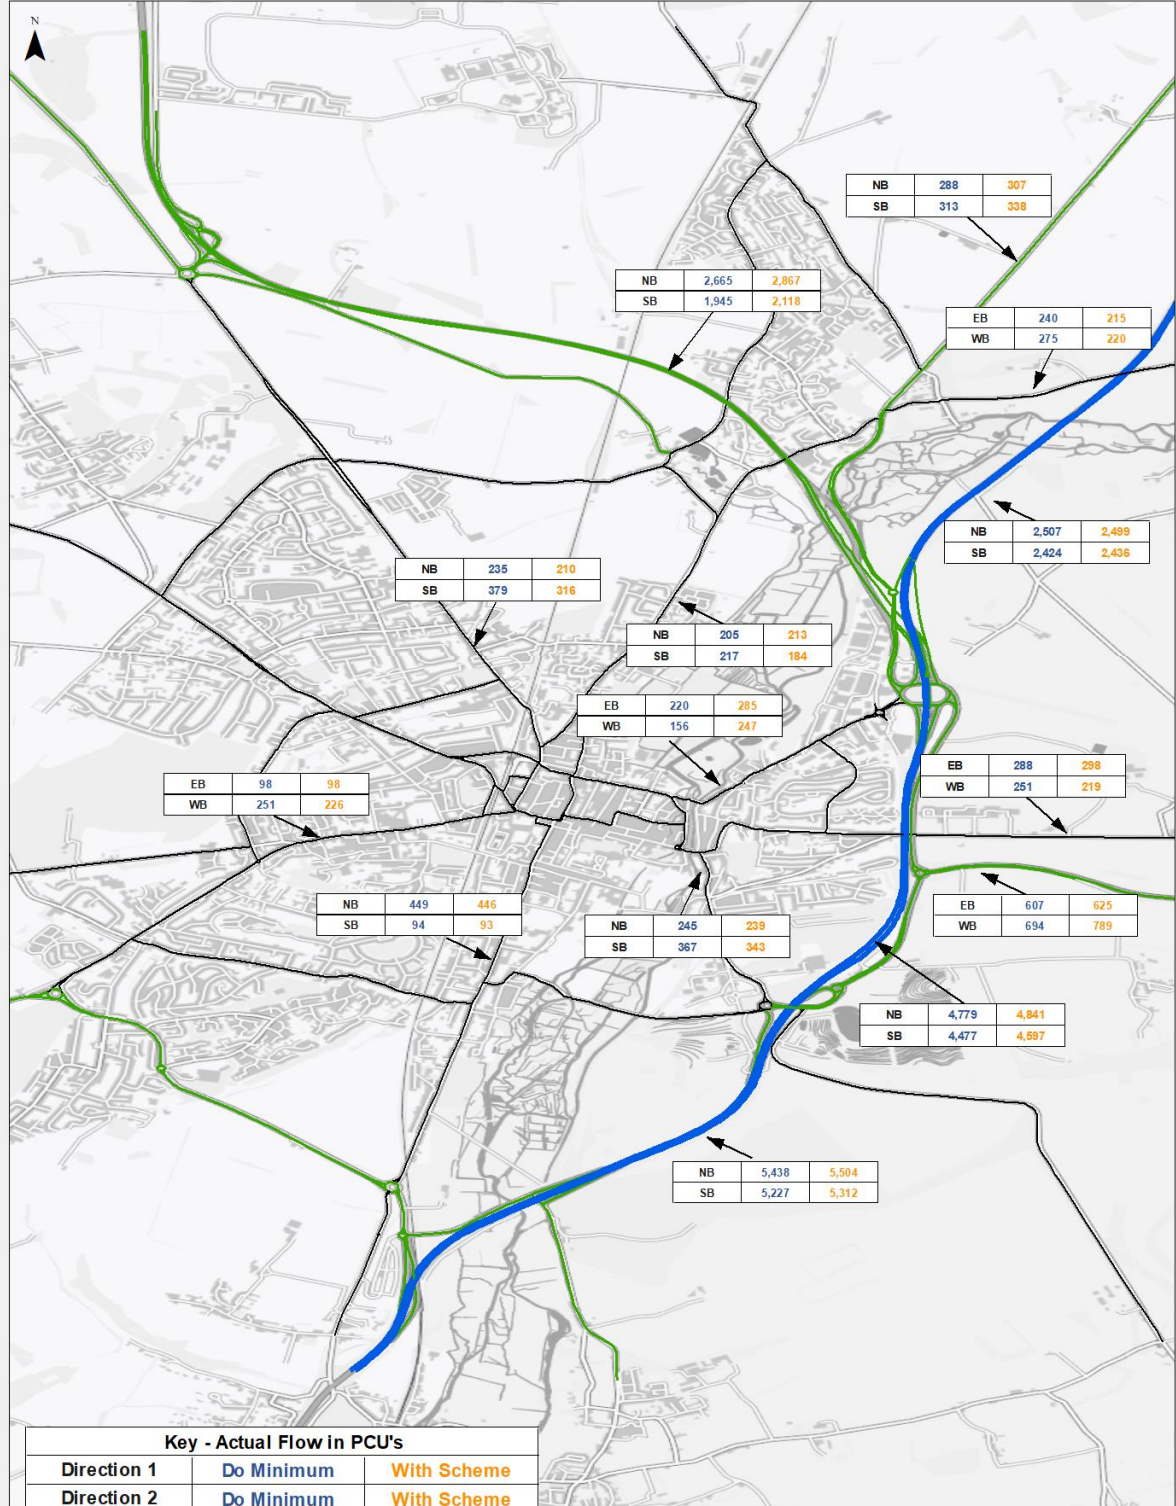 N
NB 288 307
SB 313 338
NB 2,665 2,867
SB 1,945 2,118
EB 240 215
WB 275 220
NB 2,507 2,499
SB 2,424 2,436
NB 235 210
SB 379 316
NB 205 213
SB 217 184
EB 220 285
WB 156 247
EB 288 298
WB 251 219
EB 98 98
WB 251 226
NB 449 446
SB 94 93
EB 607 625
WB 694 789
NB 245 239
SB 367 343
NB 4,779 4,841
SB 4,477 4,597
NB 5,438 5,504
SB 5,227 5,312
Key - Actual Flow in PCU's
Direction 1 Do Minimum With Scheme
Direction 2 Do Minimum With Scheme